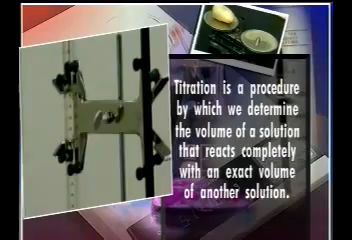 Titration is a procedure
by which we determine
the volume of a solution
that reacts completely
with an exact volume
of another solution.